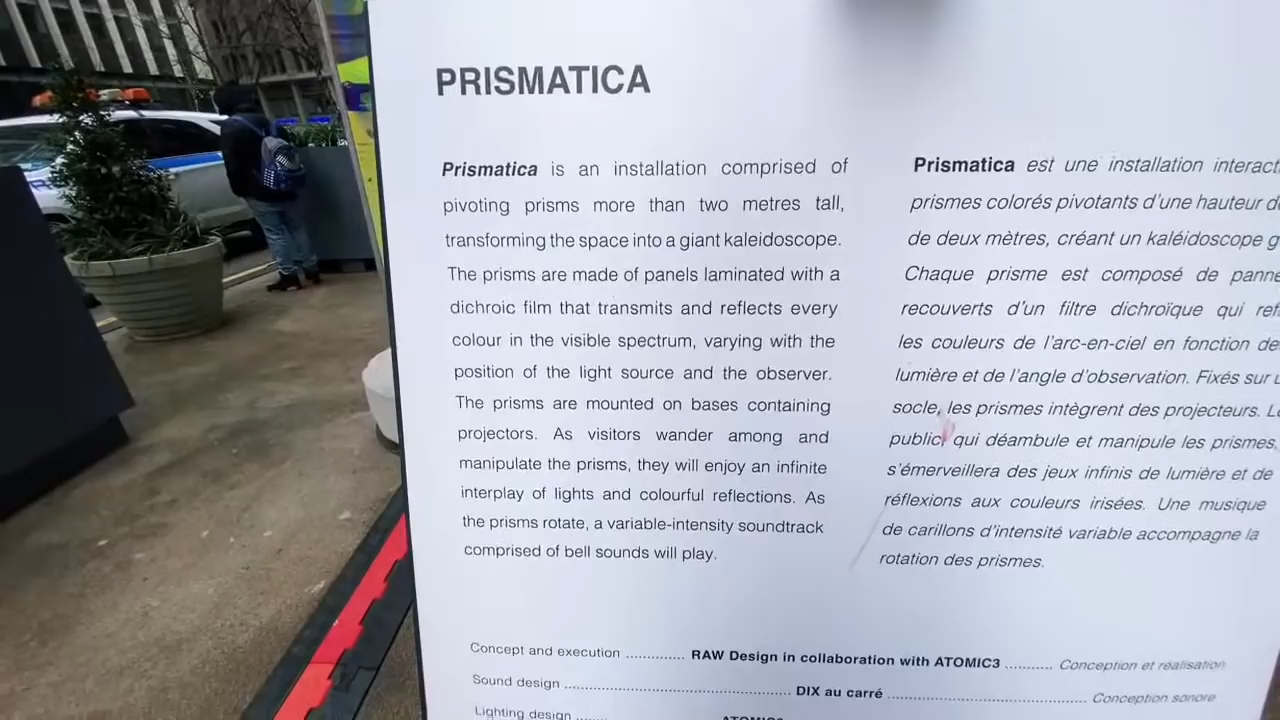 PRISMATICA
Prismatica is an installation comprised of
pivoting prisms more than two metres tall,
transforming the space into a giant kaleidoscope.
The prisms are made of panels laminated with a
dichroic film that transmits and reflects every
colour in the visible spectrum, varying with the
position of the light source and the observer.
The prisms are mounted on bases containing
projectors. As visitors wander among and
manipulate the prisms, they will enjoy an infinite
interplay of lights and colourful reflections. As
the prisms rotate, a variable-intensity soundtrack
comprised of bell sounds will play.
Prismatica est une installation
prismes colorés pivotants d'une hauteur
de deux mètres, créant un kaléidoscope
Chaque prisme est composé de
recouverts d'un filtre dichroïque qui
les couleurs de l'arc-en-ciel en fonction
lumière et de l'angle d'observation. Fixés sur
socle, les prismes intègrent des projecteurs.
public, qui déambule et manipule les prismes,
s'émerveillera des jeux infinis de lumière et de
réflexions aux couleurs irisées. Une musique
de carillons d'intensité variable accompagne la
rotation des prismes.
Concept and execution ............. RAW Design in collaboration with ATOMIC3 .......... Conception et réalisation
Sound design ................................................. DIX au carré ........................................... Conception sonore
Lighting design ATOMIC3